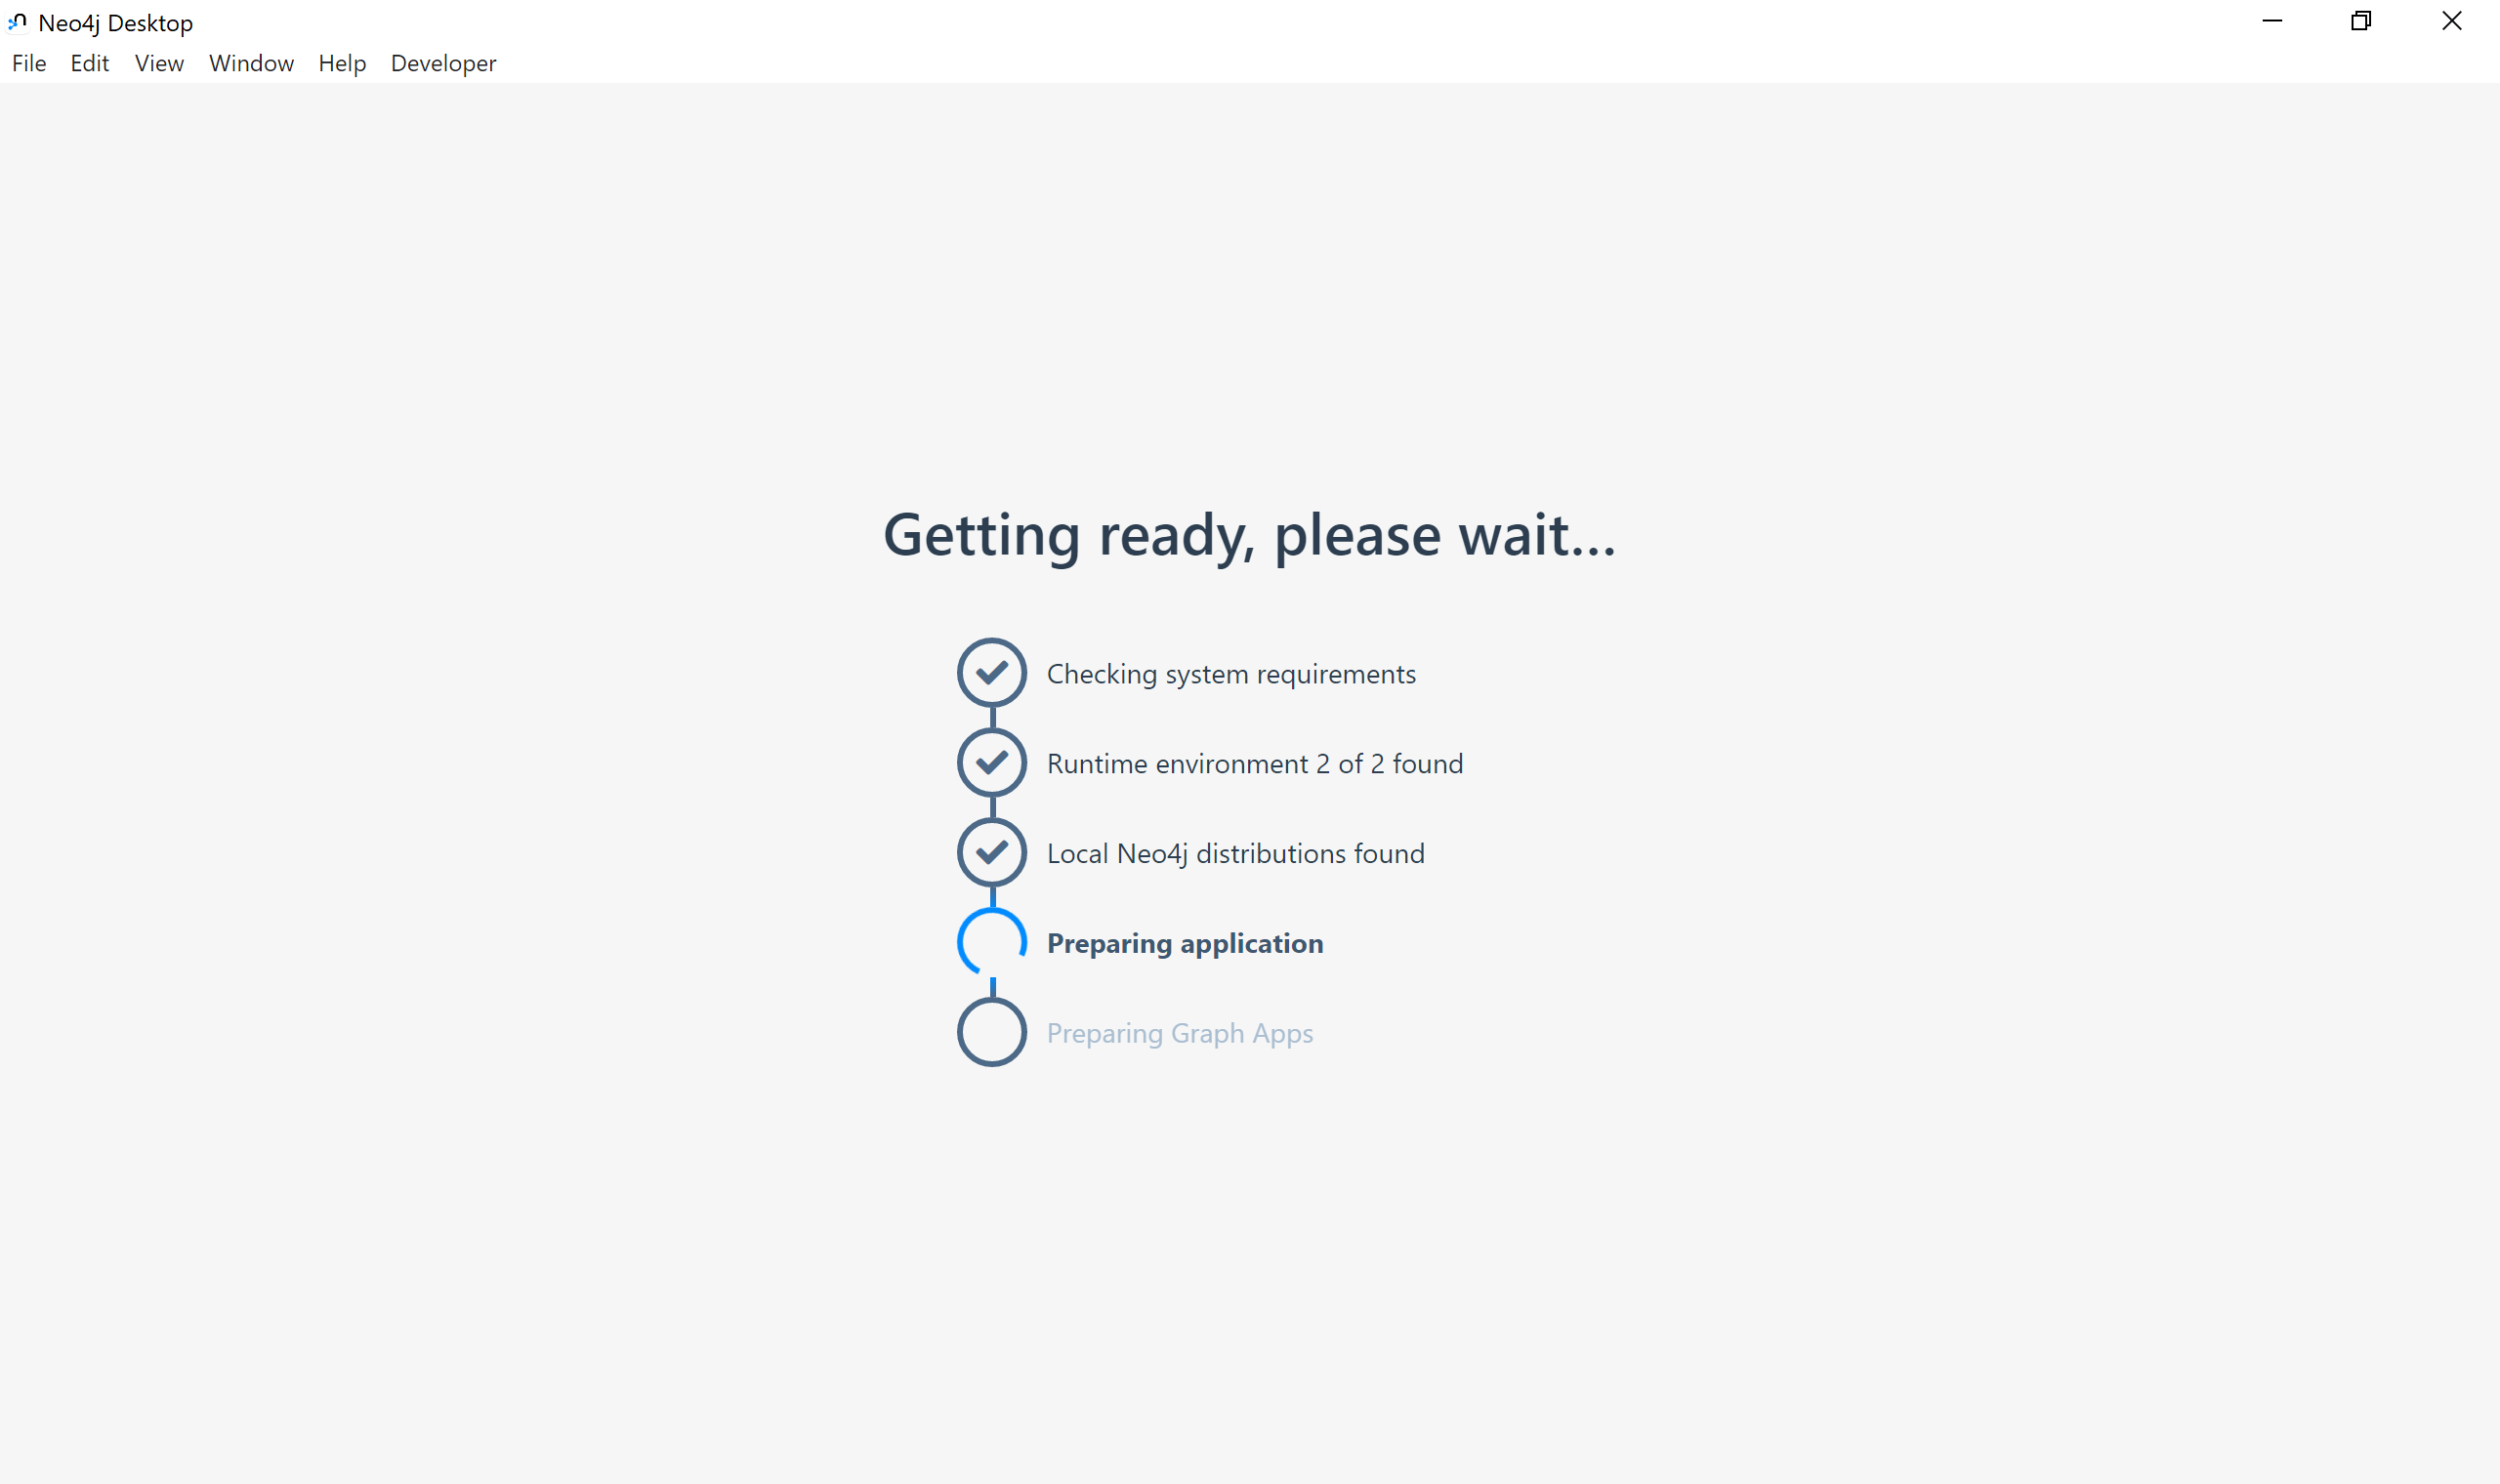 Neo4j Desktop
File Edit View Window Help Developer
Getting ready, please wait...
Checking system requirements
Runtime environment 2 of 2 found
Local Neo4j distributions found
Preparing application
Preparing Graph Apps